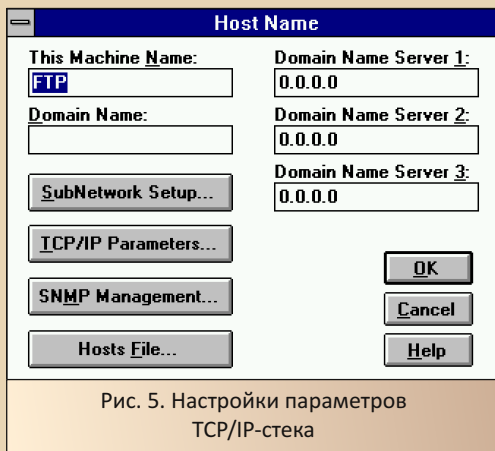 Host Name
This Machine Name:
FTP
Domain Name:
SubNetwork Setup...
TCP/IP Parameters...
SNMP Management...
Hosts File...
Domain Name Server 1:
0.0.0.0
Domain Name Server 2:
0.0.0.0
Domain Name Server 3:
0.0.0.0
OK
Cancel
Help
Рис. 5. Настройки параметров
TCP/IP-стека